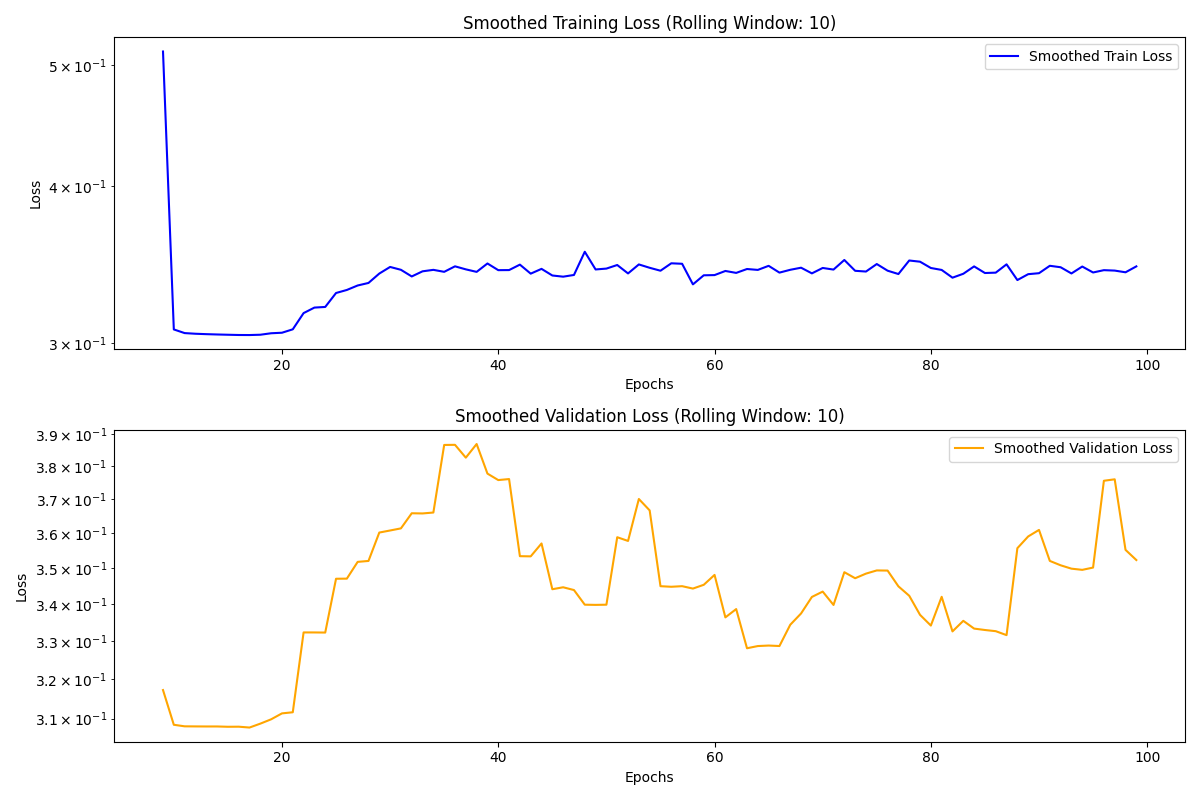 Smoothed Training Loss (Rolling Window: 10)
Smoothed Train Loss
5 × 10⁻¹
4 × 10⁻¹
3 × 10⁻¹
Loss
20 40 60 80 100
Epochs
Smoothed Validation Loss (Rolling Window: 10)
Smoothed Validation Loss
3.9 × 10⁻¹
3.8 × 10⁻¹
3.7 × 10⁻¹
3.6 × 10⁻¹
3.5 × 10⁻¹
3.4 × 10⁻¹
3.3 × 10⁻¹
3.2 × 10⁻¹
3.1 × 10⁻¹
Loss
20 40 60 80 100
Epochs